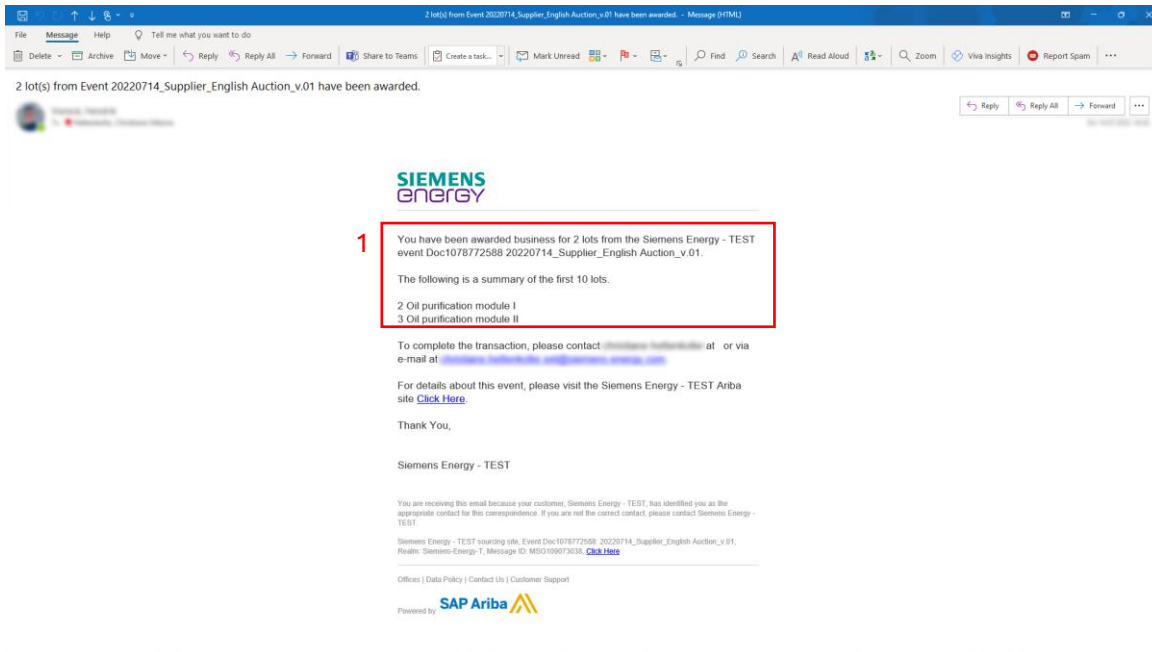 2 lot(s) from Event 20220714_Supplier_English Auction_v.01 have been awarded. - Message (HTML)
File Message Help Tell me what you want to do
Delete Archive Move Reply Reply All Forward Share to Teams Create a task... Mark Unread Find Search Read Aloud Zoom Viva Insights Report Spam ...
2 lot(s) from Event 20220714_Supplier_English Auction_v.01 have been awarded.
Reply Reply All Forward ...
SIEMENS
energy
1
You have been awarded business for 2 lots from the Siemens Energy - TEST
event Doc1078772588 20220714_Supplier_English Auction_v.01.
The following is a summary of the first 10 lots.
2 Oil purification module I
3 Oil purification module II
To complete the transaction, please contact at or via
e-mail at
For details about this event, please visit the Siemens Energy - TEST Ariba
site Click Here.
Thank You,
Siemens Energy - TEST
You are receiving this email because your customer, Siemens Energy - TEST, has identified you as the
appropriate contact for this correspondence. If you are not the correct contact, please contact Siemens Energy -
TEST.
Siemens Energy - TEST sourcing site, Event Doc1078772588: 20220714_Supplier_English Auction_v.01,
Realm: Siemens-Energy-T, Message ID: MSG109073038, Click Here
Offices | Data Policy | Contact Us | Customer Support
Powered by SAP Ariba